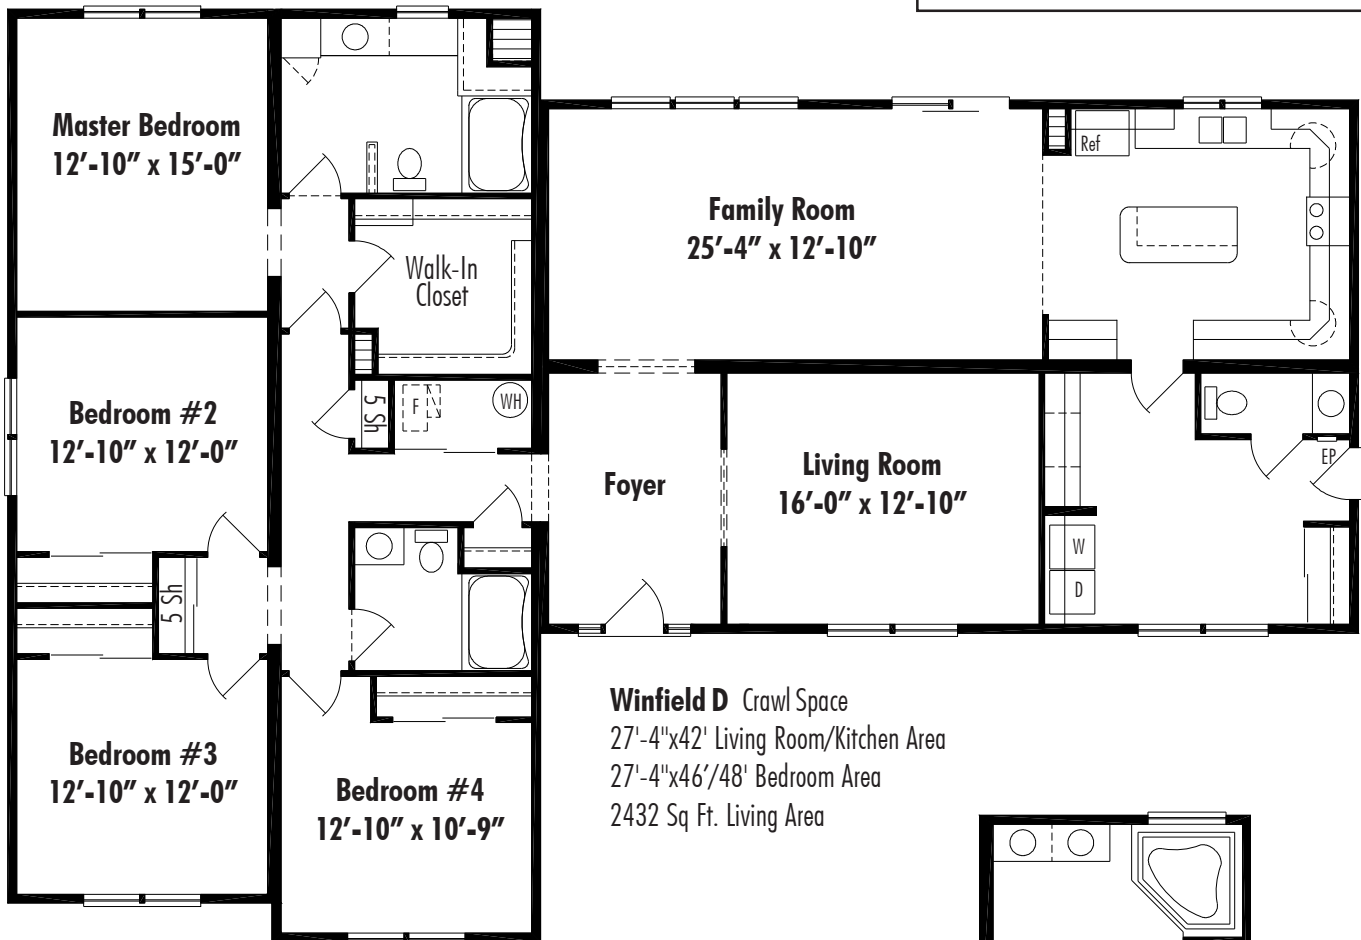 Master Bedroom
12′-10″ x 15′-0″
Ref
Family Room
25′-4″ x 12′-10″
Walk-In
Closet
Bedroom #2
12′-10″ x 12′-0″
5 Sh
F
WH
Foyer
Living Room
16′-0″ x 12′-10″
EP
W
D
5 Sh
Bedroom #3
12′-10″ x 12′-0″
Bedroom #4
12′-10″ x 10′-9″
Winfield D Crawl Space
27'-4"x42' Living Room/Kitchen Area
27'-4"x46′/48' Bedroom Area
2432 Sq Ft. Living Area